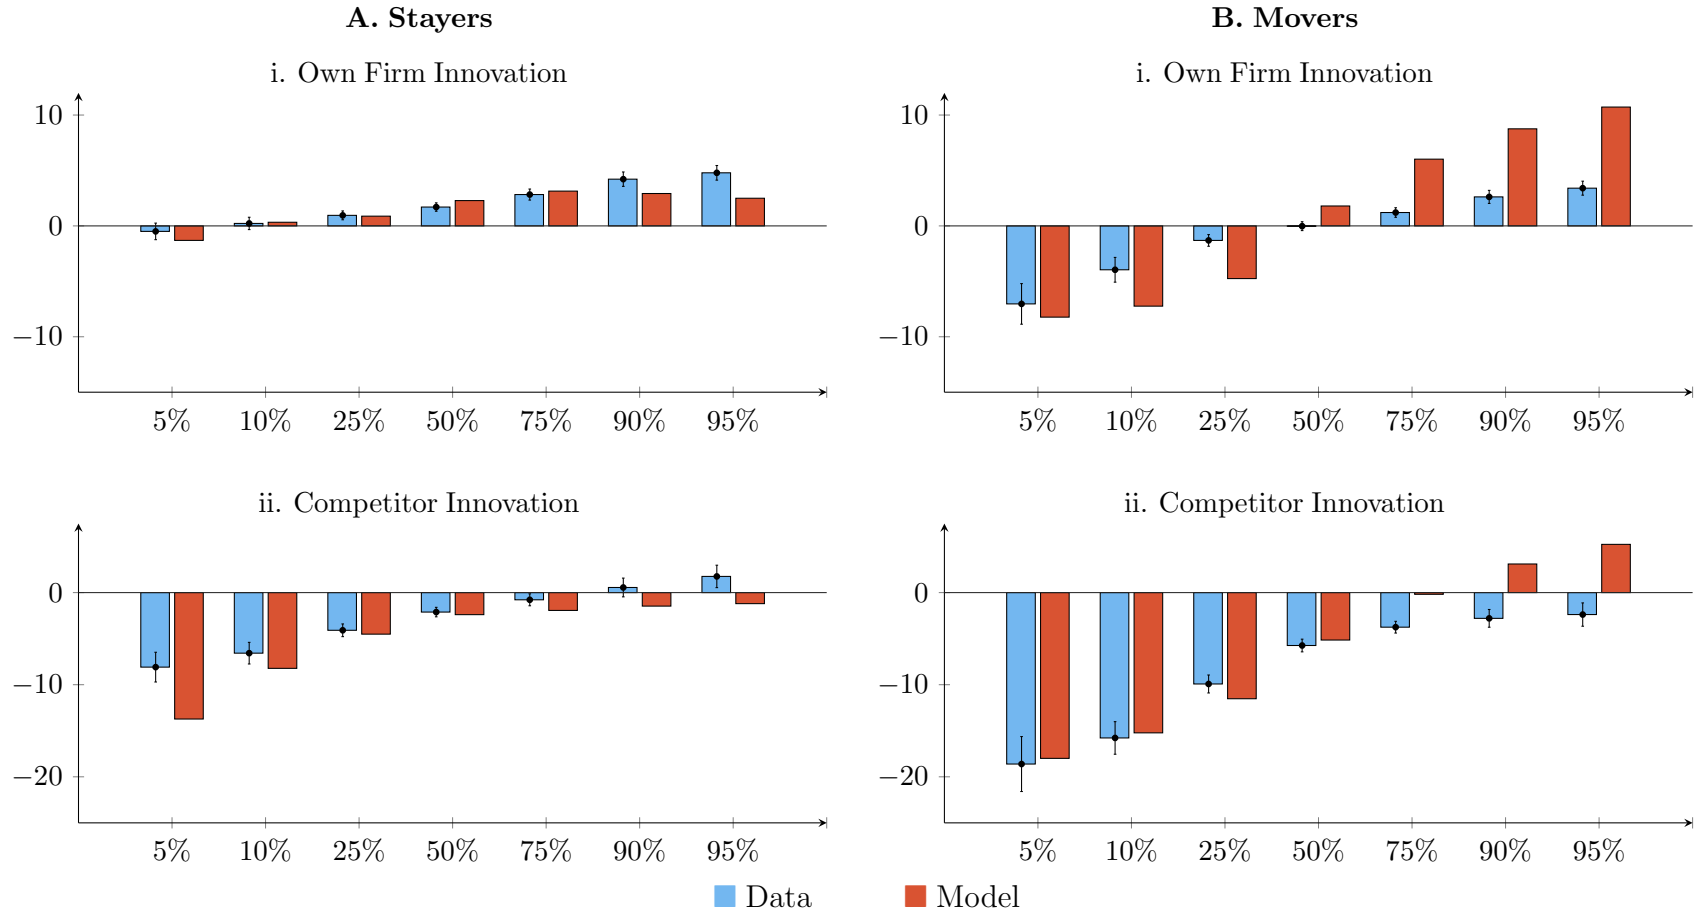 A. Stayers
i. Own Firm Innovation
10
0
−10
5% 10% 25% 50% 75% 90% 95%
ii. Competitor Innovation
0
−10
−20
5% 10% 25% 50% 75% 90% 95%
B. Movers
i. Own Firm Innovation
10
0
−10
5% 10% 25% 50% 75% 90% 95%
ii. Competitor Innovation
0
−10
−20
5% 10% 25% 50% 75% 90% 95%
Data Model